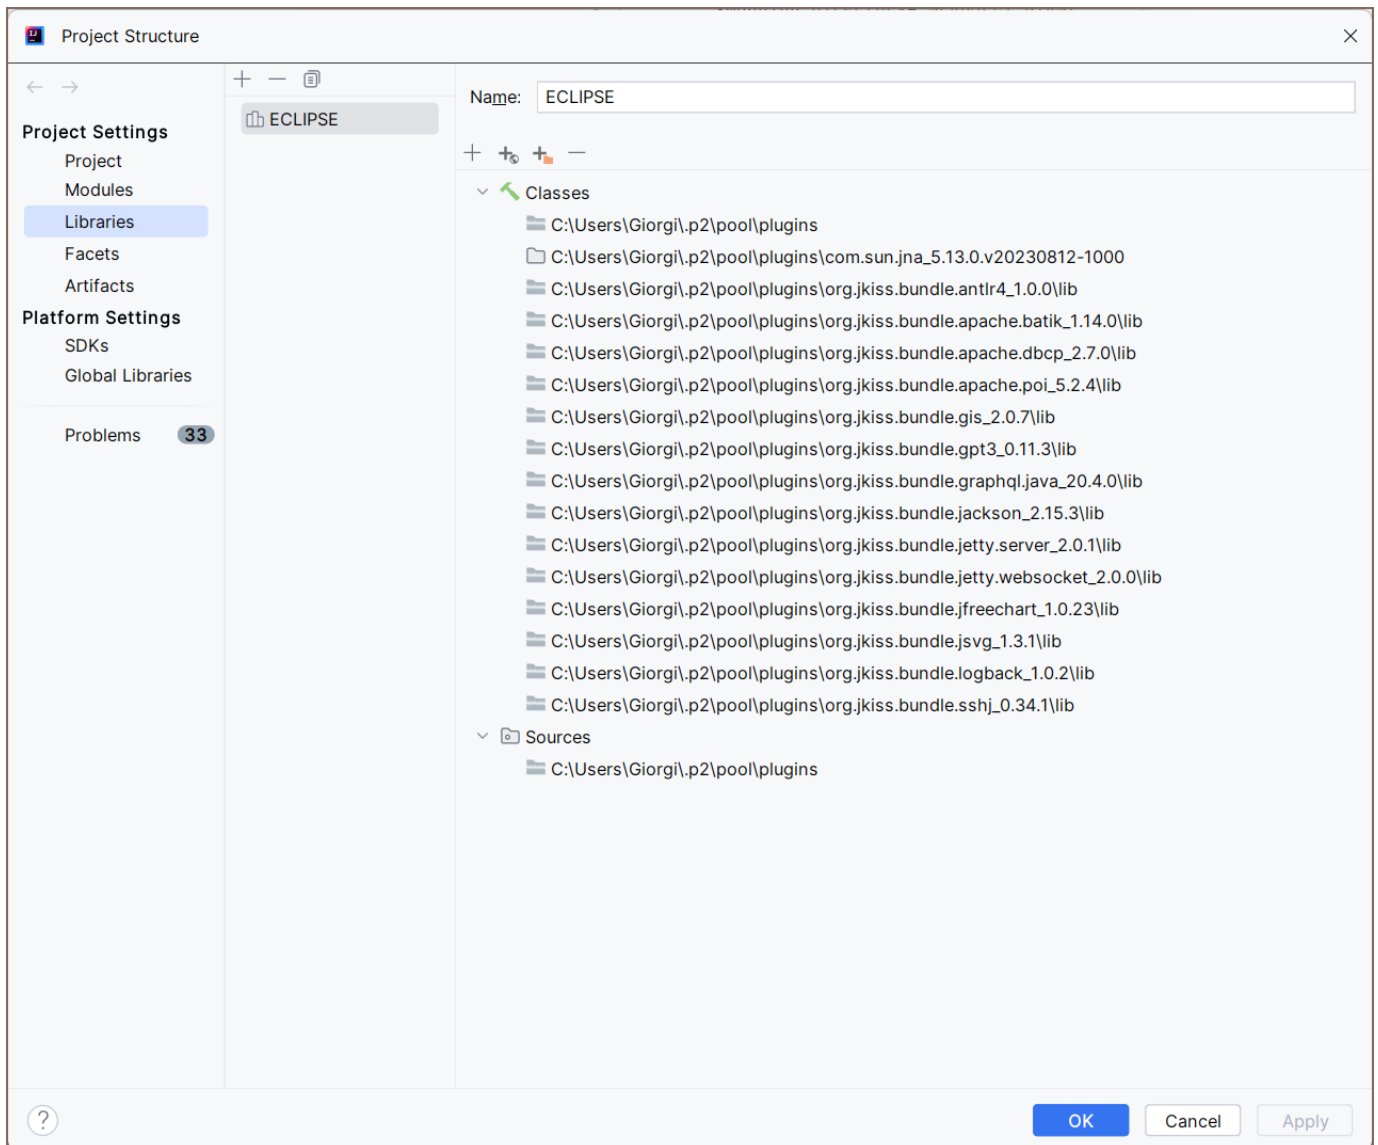 Project Structure
Project Settings
Project
Modules
Libraries
Facets
Artifacts
Platform Settings
SDKs
Global Libraries
Problems 33
ECLIPSE
Name: ECLIPSE
Classes
C:\Users\Giorgi\.p2\pool\plugins
C:\Users\Giorgi\.p2\pool\plugins\com.sun.jna_5.13.0.v20230812-1000
C:\Users\Giorgi\.p2\pool\plugins\org.jkiss.bundle.antlr4_1.0.0\lib
C:\Users\Giorgi\.p2\pool\plugins\org.jkiss.bundle.apache.batik_1.14.0\lib
C:\Users\Giorgi\.p2\pool\plugins\org.jkiss.bundle.apache.dbcp_2.7.0\lib
C:\Users\Giorgi\.p2\pool\plugins\org.jkiss.bundle.apache.poi_5.2.4\lib
C:\Users\Giorgi\.p2\pool\plugins\org.jkiss.bundle.gis_2.0.7\lib
C:\Users\Giorgi\.p2\pool\plugins\org.jkiss.bundle.gpt3_0.11.3\lib
C:\Users\Giorgi\.p2\pool\plugins\org.jkiss.bundle.graphql.java_20.4.0\lib
C:\Users\Giorgi\.p2\pool\plugins\org.jkiss.bundle.jackson_2.15.3\lib
C:\Users\Giorgi\.p2\pool\plugins\org.jkiss.bundle.jetty.server_2.0.1\lib
C:\Users\Giorgi\.p2\pool\plugins\org.jkiss.bundle.jetty.websocket_2.0.0\lib
C:\Users\Giorgi\.p2\pool\plugins\org.jkiss.bundle.jfreechart_1.0.23\lib
C:\Users\Giorgi\.p2\pool\plugins\org.jkiss.bundle.jsvg_1.3.1\lib
C:\Users\Giorgi\.p2\pool\plugins\org.jkiss.bundle.logback_1.0.2\lib
C:\Users\Giorgi\.p2\pool\plugins\org.jkiss.bundle.sshj_0.34.1\lib
Sources
C:\Users\Giorgi\.p2\pool\plugins
?
OK Cancel Apply